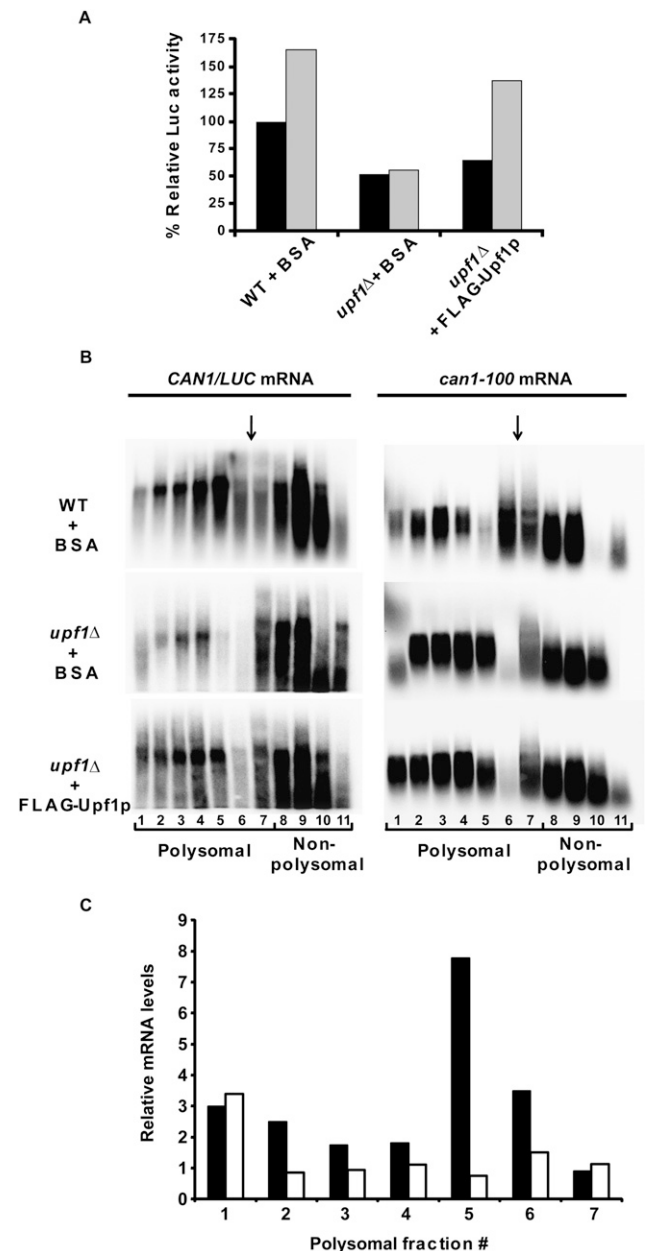 A
% Relative Luc activity
175
150
125
100
75
50
25
0
WT + BSA
upf1Δ + BSA
upf1Δ
+ FLAG-Upf1p
B
CAN1/LUC mRNA
can1-100 mRNA
WT
+
BSA
upf1Δ
+
BSA
upf1Δ
+
FLAG-Upf1p
1 2 3 4 5 6 7 8 9 10 11
1 2 3 4 5 6 7 8 9 10 11
Polysomal
Non-
polysomal
Polysomal
Non-
polysomal
C
Relative mRNA levels
9
8
7
6
5
4
3
2
1
0
1 2 3 4 5 6 7
Polysomal fraction #